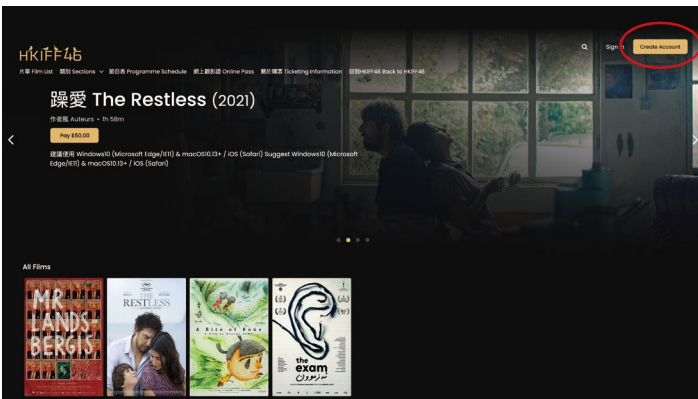 HKIFF46
Sign In
Create Account
片單 Film List 類別 Sections 節目表 Programme Schedule 網上觀影證 Online Pass 關於購票 Ticketing Information 回到HKIFF46 Back to HKIFF46
躁愛 The Restless (2021)
作者風 Auteurs • 1h 58m
Pay $50.00
建議使用 Windows10 (Microsoft Edge/IE11) & macOS10.13+ / iOS (Safari) Suggest Windows10 (Microsoft
Edge/IE11) & macOS10.13+ / iOS (Safari)
All Films
MR
LANDS-
BERGIS
THE
RESTLESS
A Bite of Bone
the
exam
ئەزموون